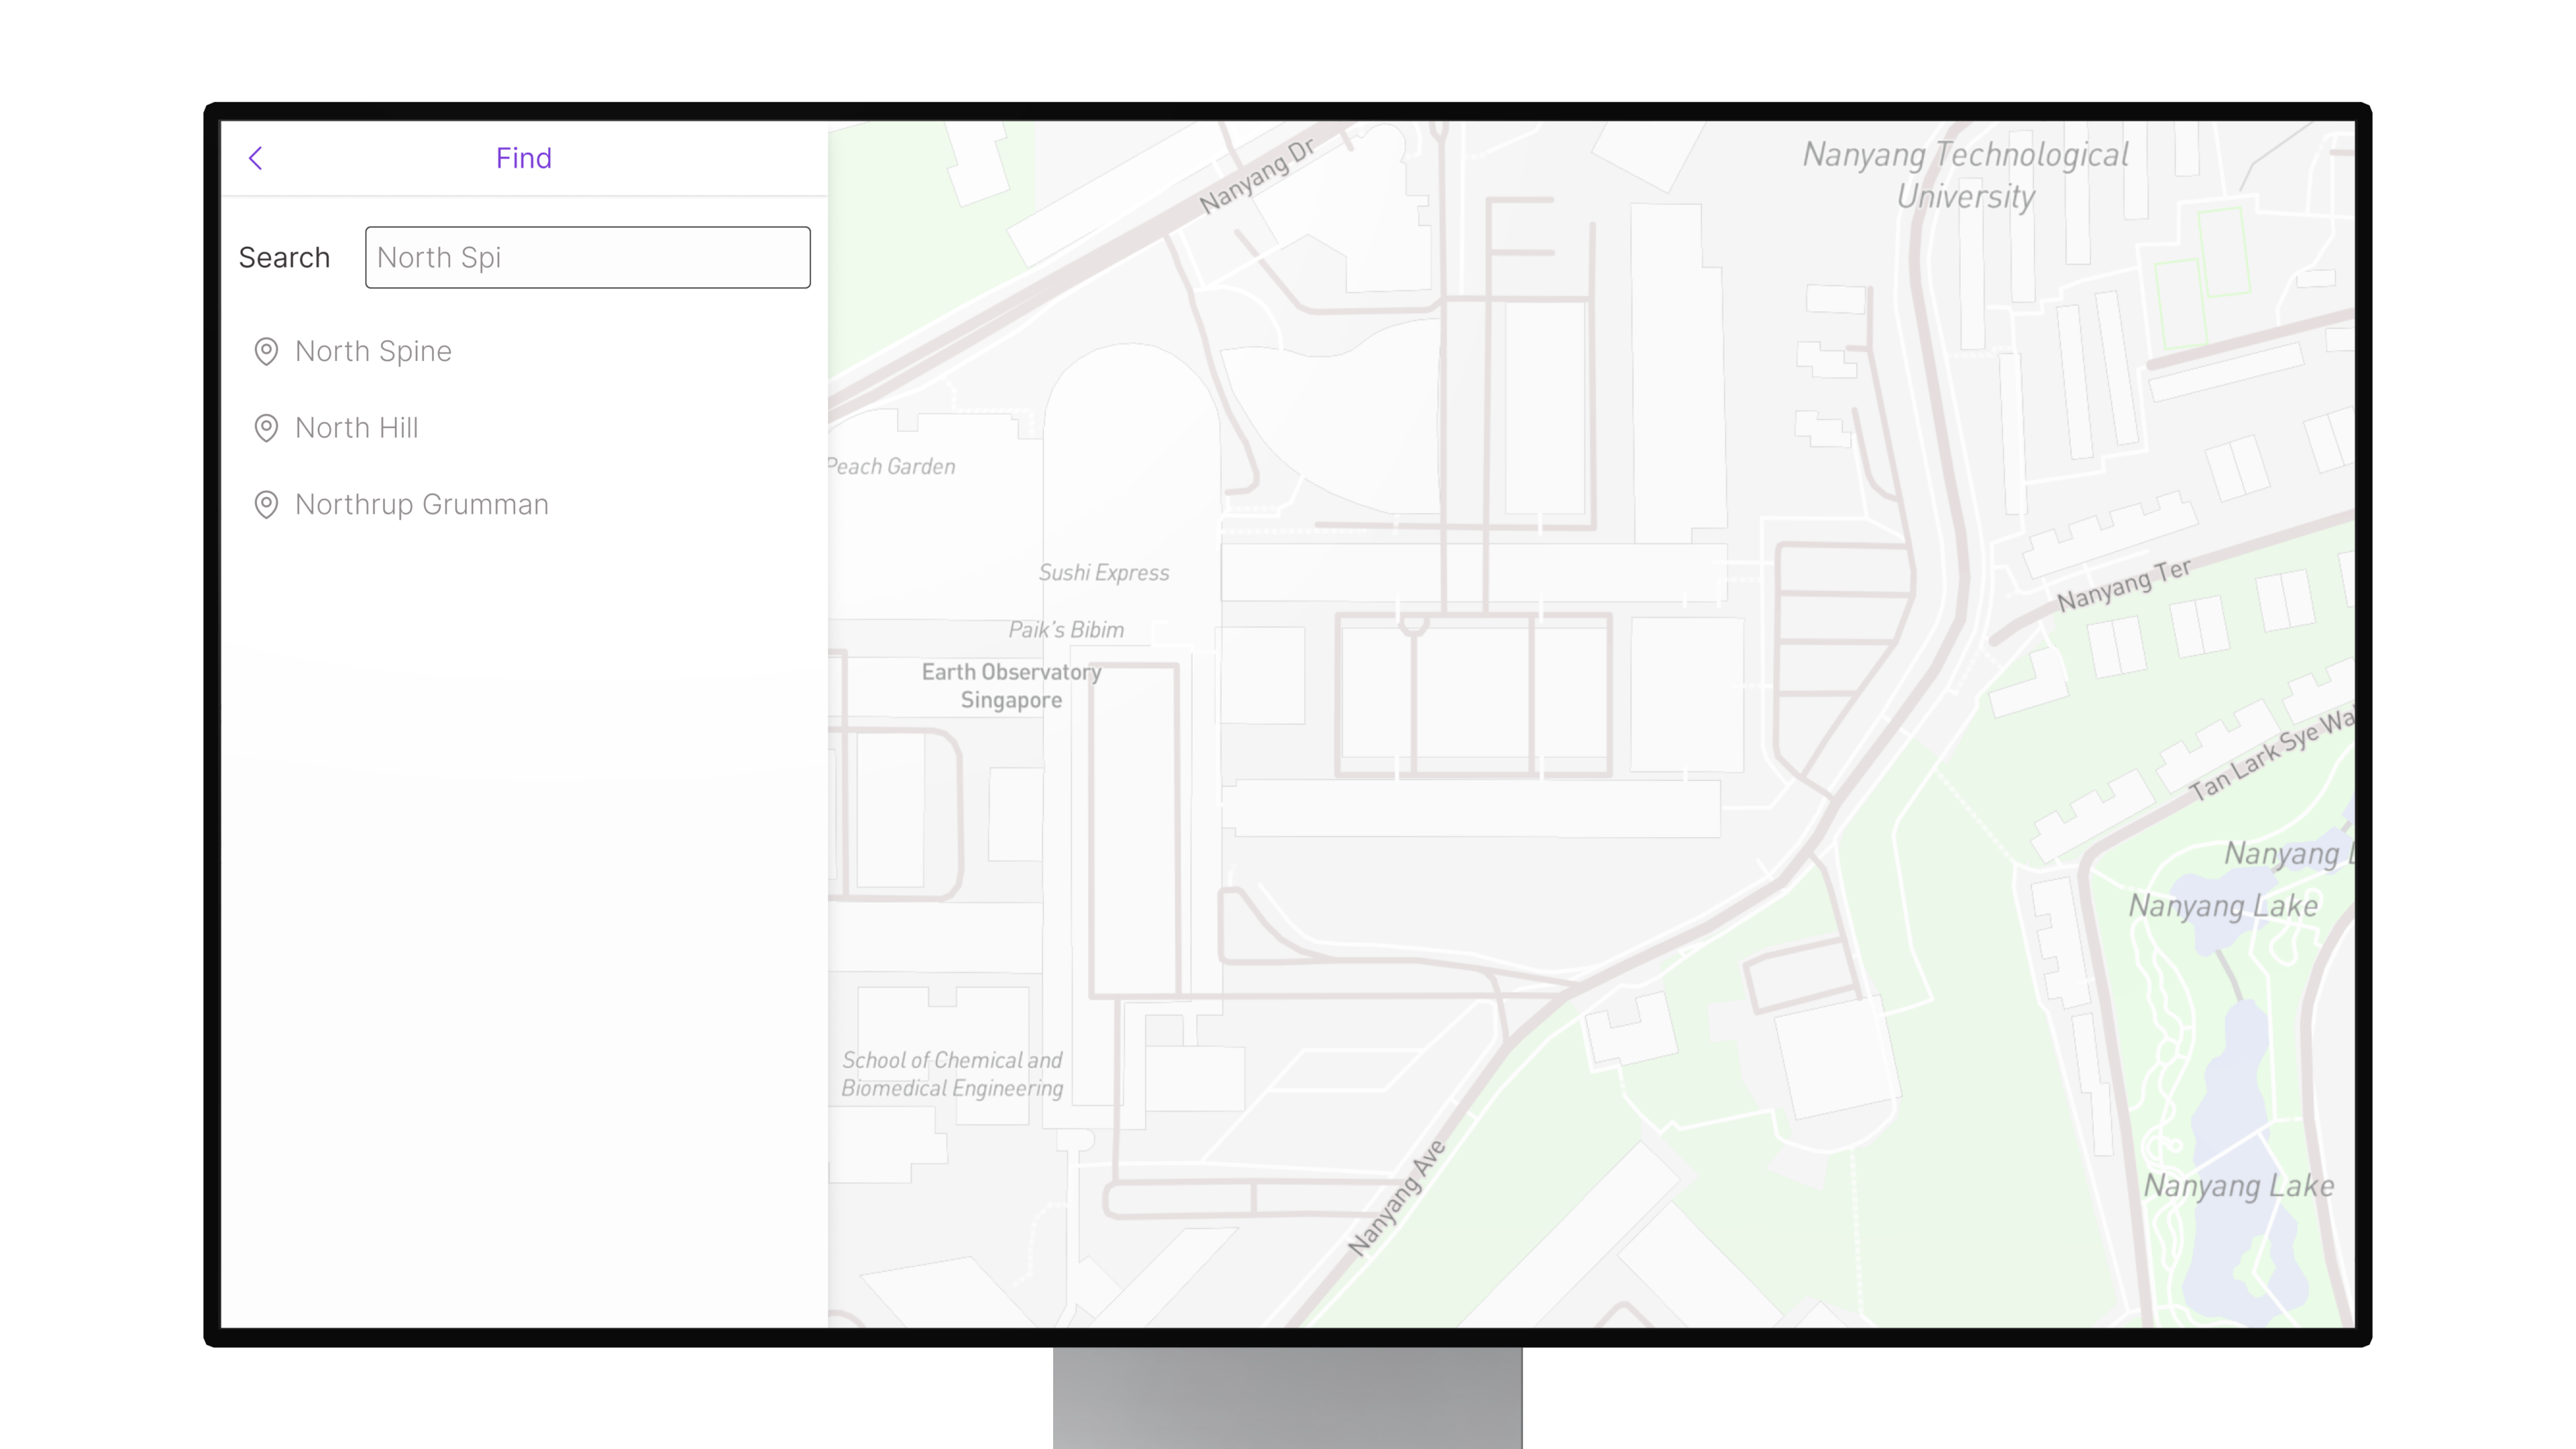 Find
Search
North Spi
North Spine
North Hill
Northrup Grumman
Nanyang Dr
Nanyang Technological
University
Peach Garden
Sushi Express
Paik's Bibim
Earth Observatory
Singapore
Nanyang Ter
Tan Lark Sye Wa
Nanyang L
Nanyang Lake
School of Chemical and
Biomedical Engineering
Nanyang Ave
Nanyang Lake